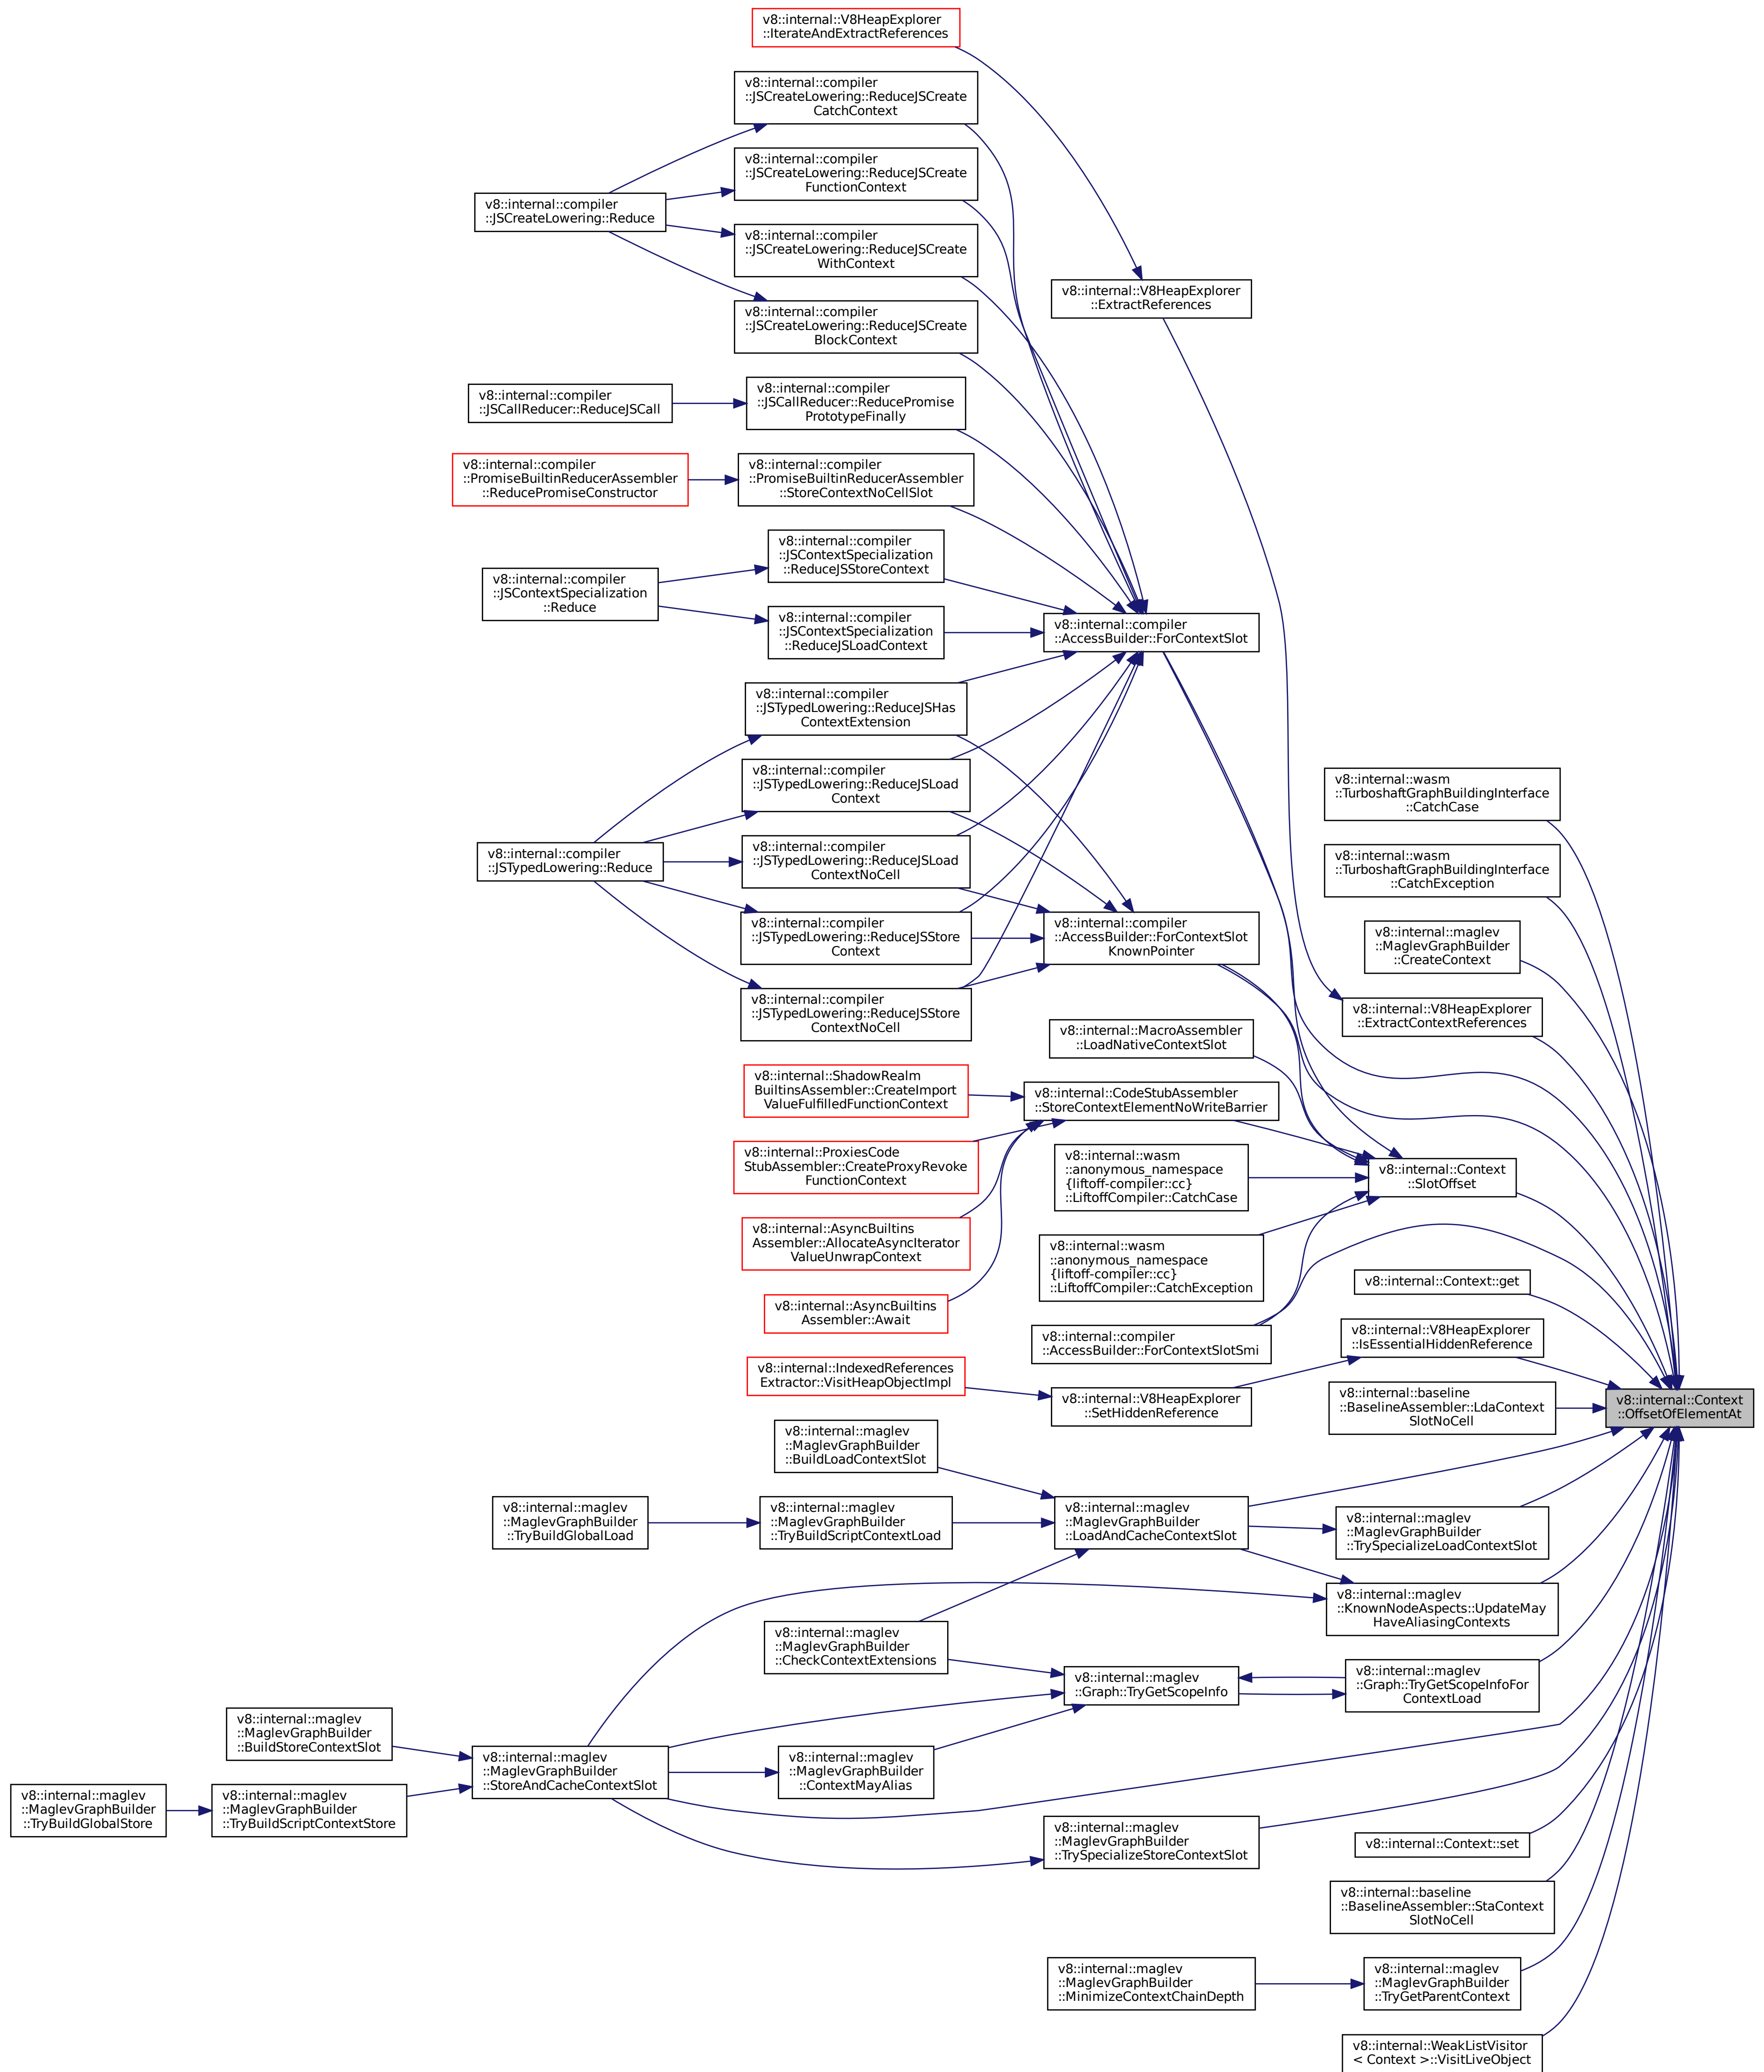 v8::internal::V8HeapExplorer
::IterateAndExtractReferences
v8::internal::compiler
::JSCreateLowering::ReduceJSCreate
CatchContext
v8::internal::compiler
::JSCreateLowering::ReduceJSCreate
FunctionContext
v8::internal::compiler
::JSCreateLowering::Reduce
v8::internal::compiler
::JSCreateLowering::ReduceJSCreate
WithContext
v8::internal::V8HeapExplorer
::ExtractReferences
v8::internal::compiler
::JSCreateLowering::ReduceJSCreate
BlockContext
v8::internal::compiler
::JSCallReducer::ReduceJSCall
v8::internal::compiler
::JSCallReducer::ReducePromise
PrototypeFinally
v8::internal::compiler
::PromiseBuiltinReducerAssembler
::ReducePromiseConstructor
v8::internal::compiler
::PromiseBuiltinReducerAssembler
::StoreContextNoCellSlot
v8::internal::compiler
::JSContextSpecialization
::ReduceJSStoreContext
v8::internal::compiler
::JSContextSpecialization
::Reduce
v8::internal::compiler
::JSContextSpecialization
::ReduceJSLoadContext
v8::internal::compiler
::AccessBuilder::ForContextSlot
v8::internal::compiler
::JSTypedLowering::ReduceJSHas
ContextExtension
v8::internal::compiler
::JSTypedLowering::ReduceJSLoad
Context
v8::internal::wasm
::TurboshaftGraphBuildingInterface
::CatchCase
v8::internal::compiler
::JSTypedLowering::Reduce
v8::internal::compiler
::JSTypedLowering::ReduceJSLoad
ContextNoCell
v8::internal::wasm
::TurboshaftGraphBuildingInterface
::CatchException
v8::internal::compiler
::JSTypedLowering::ReduceJSStore
Context
v8::internal::compiler
::AccessBuilder::ForContextSlot
KnownPointer
v8::internal::maglev
::MaglevGraphBuilder
::CreateContext
v8::internal::compiler
::JSTypedLowering::ReduceJSStore
ContextNoCell
v8::internal::V8HeapExplorer
::ExtractContextReferences
v8::internal::MacroAssembler
::LoadNativeContextSlot
v8::internal::ShadowRealm
BuiltinsAssembler::CreateImport
ValueFulfilledFunctionContext
v8::internal::CodeStubAssembler
::StoreContextElementNoWriteBarrier
v8::internal::ProxiesCode
StubAssembler::CreateProxyRevoke
FunctionContext
v8::internal::wasm
::anonymous_namespace
{liftoff-compiler::cc}
::LiftoffCompiler::CatchCase
v8::internal::Context
::SlotOffset
v8::internal::AsyncBuiltins
Assembler::AllocateAsyncIterator
ValueUnwrapContext
v8::internal::wasm
::anonymous_namespace
{liftoff-compiler::cc}
::LiftoffCompiler::CatchException
v8::internal::Context::get
v8::internal::AsyncBuiltins
Assembler::Await
v8::internal::compiler
::AccessBuilder::ForContextSlotSmi
v8::internal::V8HeapExplorer
::IsEssentialHiddenReference
v8::internal::IndexedReferences
Extractor::VisitHeapObjectImpl
v8::internal::V8HeapExplorer
::SetHiddenReference
v8::internal::baseline
::BaselineAssembler::LdaContext
SlotNoCell
v8::internal::Context
::OffsetOfElementAt
v8::internal::maglev
::MaglevGraphBuilder
::BuildLoadContextSlot
v8::internal::maglev
::MaglevGraphBuilder
::TryBuildGlobalLoad
v8::internal::maglev
::MaglevGraphBuilder
::TryBuildScriptContextLoad
v8::internal::maglev
::MaglevGraphBuilder
::LoadAndCacheContextSlot
v8::internal::maglev
::MaglevGraphBuilder
::TrySpecializeLoadContextSlot
v8::internal::maglev
::KnownNodeAspects::UpdateMay
HaveAliasingContexts
v8::internal::maglev
::MaglevGraphBuilder
::CheckContextExtensions
v8::internal::maglev
::Graph::TryGetScopeInfo
v8::internal::maglev
::Graph::TryGetScopeInfoFor
ContextLoad
v8::internal::maglev
::MaglevGraphBuilder
::BuildStoreContextSlot
v8::internal::maglev
::MaglevGraphBuilder
::StoreAndCacheContextSlot
v8::internal::maglev
::MaglevGraphBuilder
::ContextMayAlias
v8::internal::maglev
::MaglevGraphBuilder
::TryBuildGlobalStore
v8::internal::maglev
::MaglevGraphBuilder
::TryBuildScriptContextStore
v8::internal::maglev
::MaglevGraphBuilder
::TrySpecializeStoreContextSlot
v8::internal::Context::set
v8::internal::baseline
::BaselineAssembler::StaContext
SlotNoCell
v8::internal::maglev
::MaglevGraphBuilder
::MinimizeContextChainDepth
v8::internal::maglev
::MaglevGraphBuilder
::TryGetParentContext
v8::internal::WeakListVisitor
< Context >::VisitLiveObject